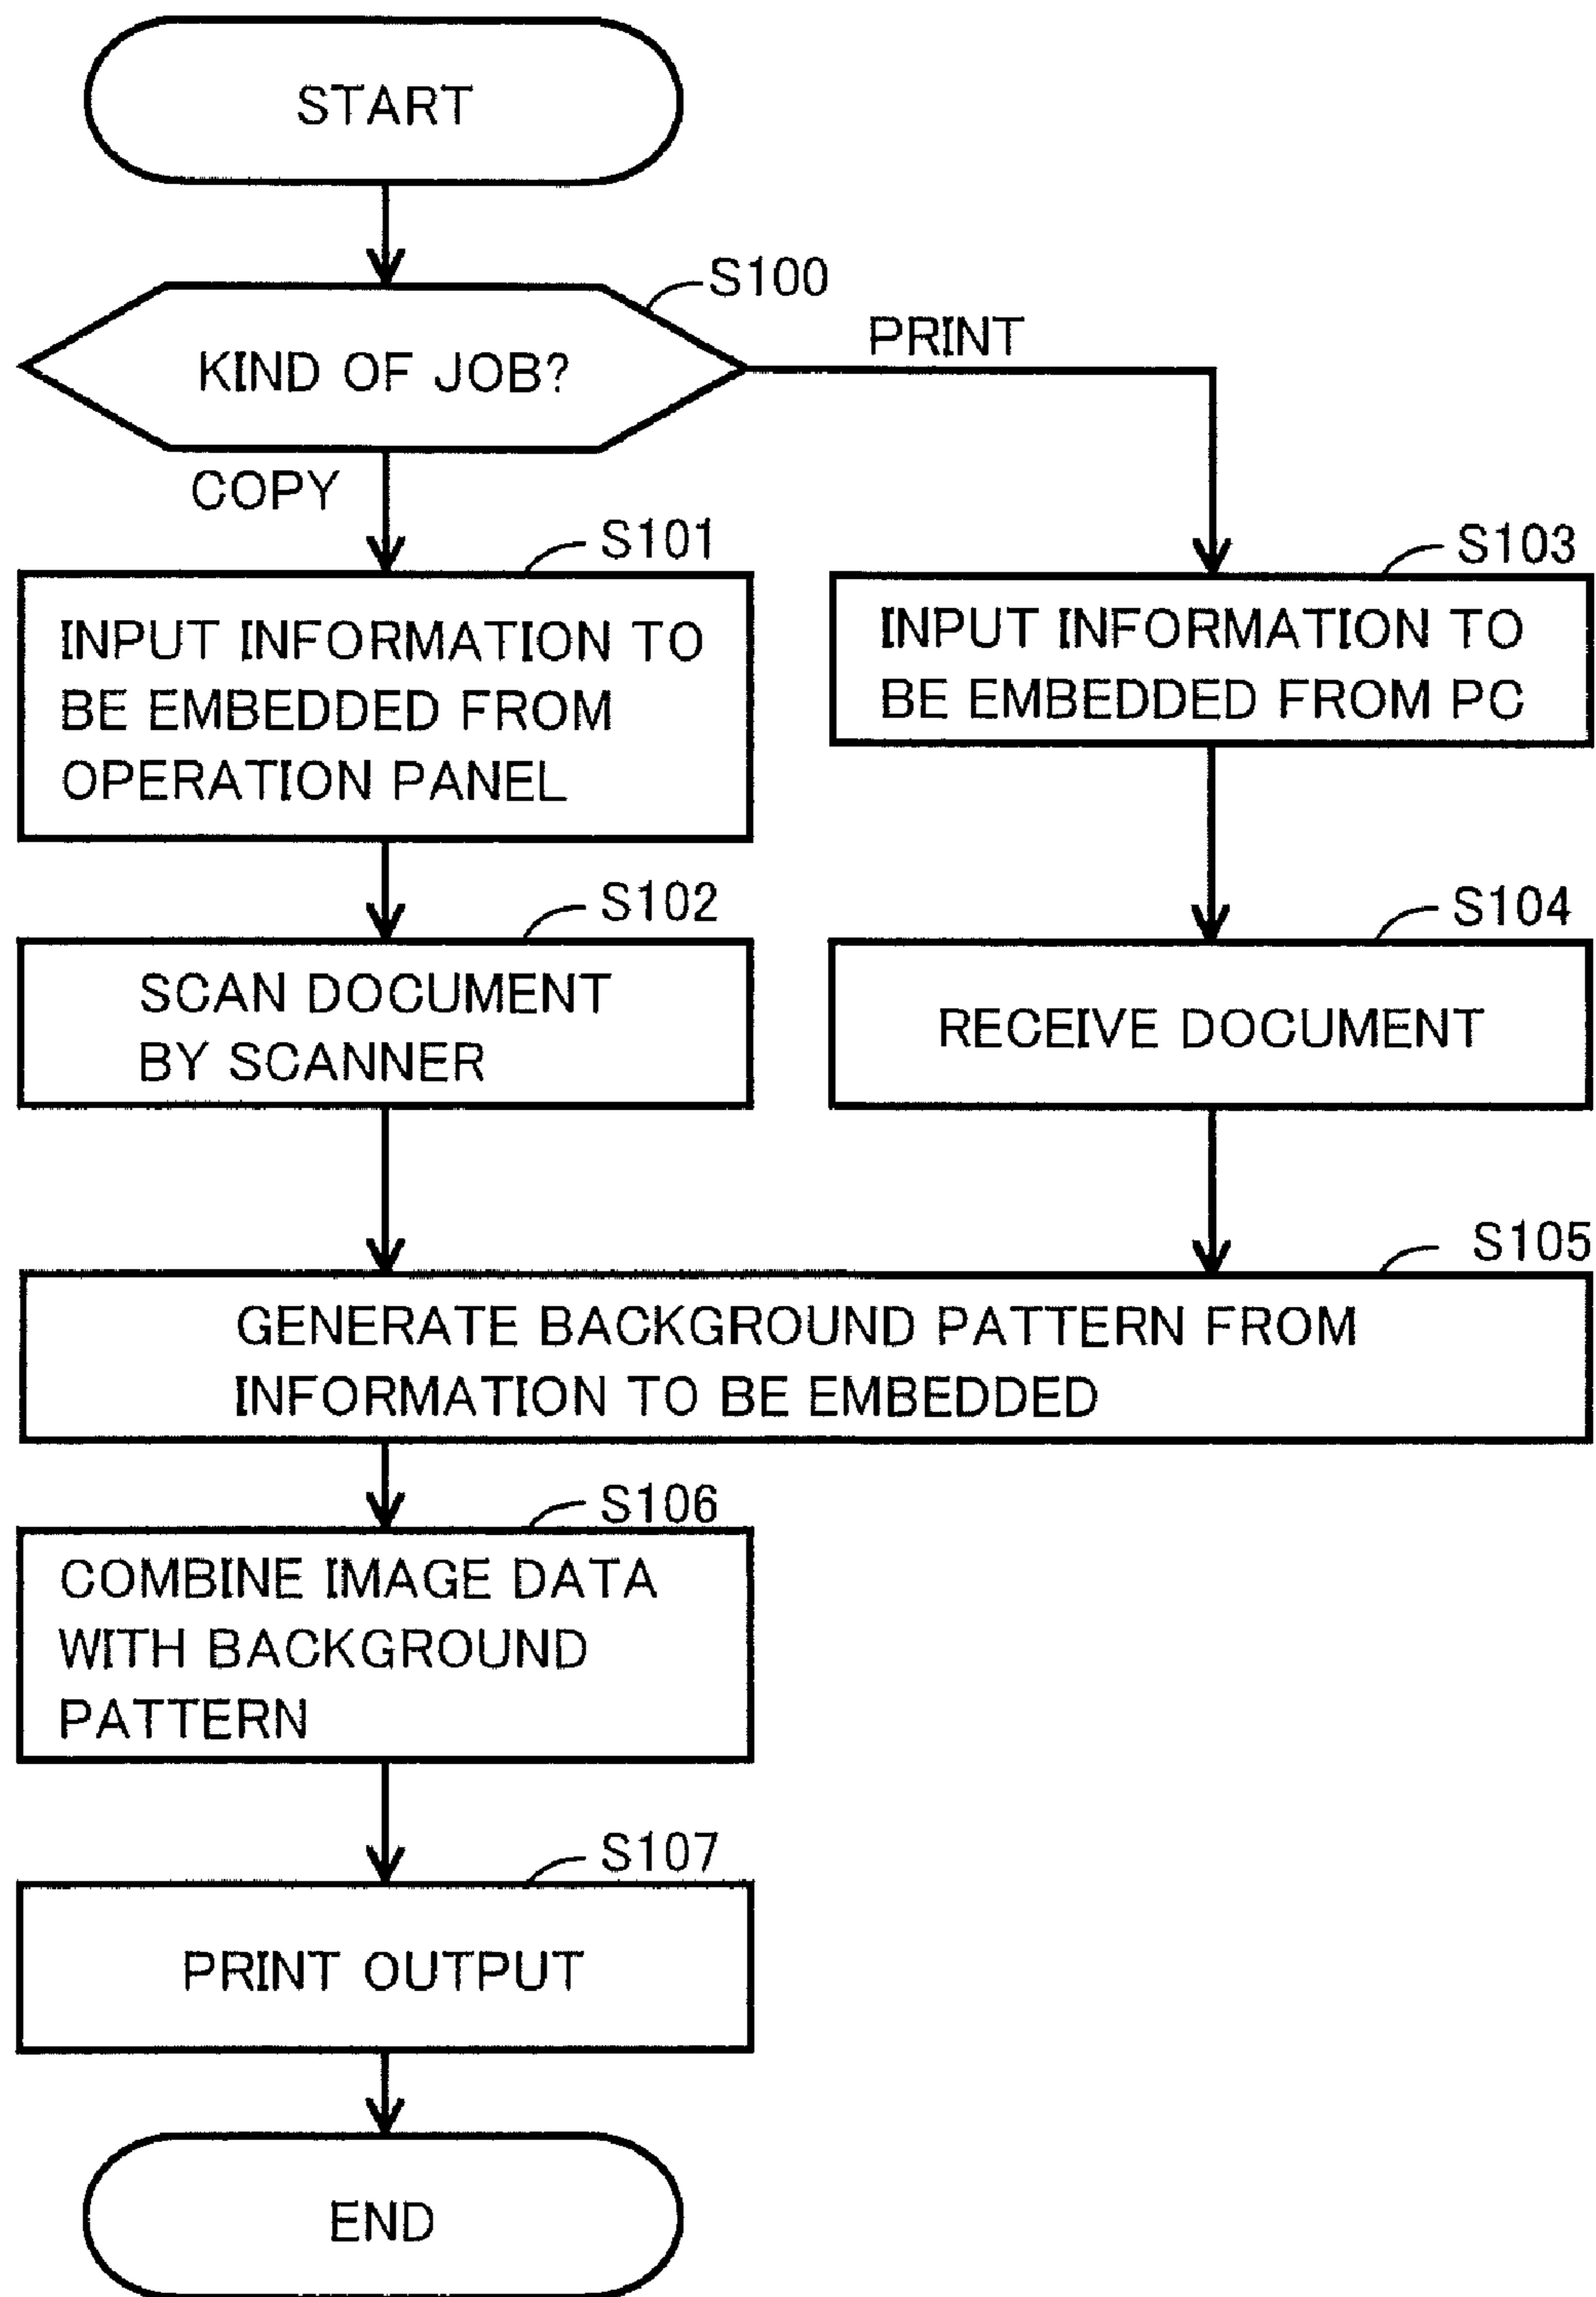 START
S100
KIND OF JOB?
PRINT
COPY
S101
INPUT INFORMATION TO
BE EMBEDDED FROM
OPERATION PANEL
S103
INPUT INFORMATION TO
BE EMBEDDED FROM PC
S102
SCAN DOCUMENT
BY SCANNER
S104
RECEIVE DOCUMENT
S105
GENERATE BACKGROUND PATTERN FROM
INFORMATION TO BE EMBEDDED
S106
COMBINE IMAGE DATA
WITH BACKGROUND
PATTERN
S107
PRINT OUTPUT
END